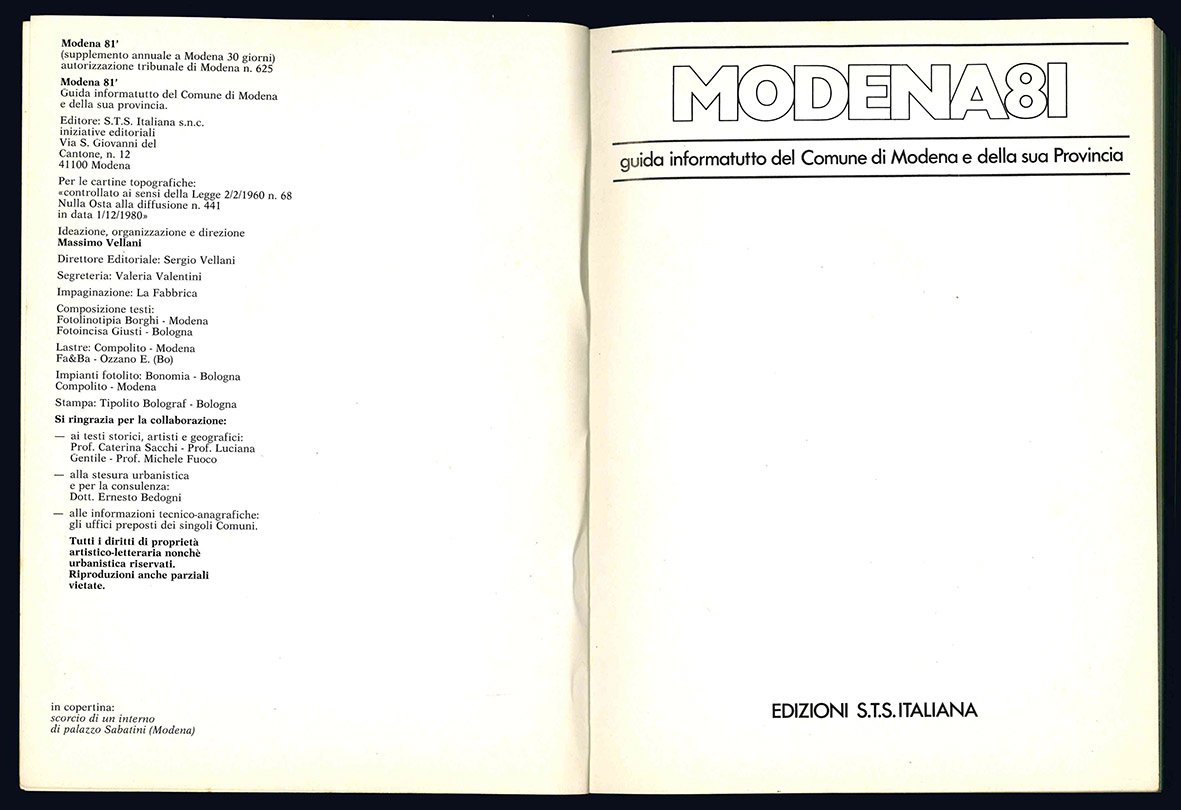 Modena 81'
(supplemento annuale a Modena 30 giorni)
autorizzazione tribunale di Modena n. 625
Modena 81'
Guida informatutto del Comune di Modena
e della sua provincia.
Editore: S.T.S. Italiana s.n.c.
iniziative editoriali
Via S. Giovanni del
Cantone, n. 12
41100 Modena
Per le cartine topografiche:
«controllato ai sensi della Legge 2/2/1960 n. 68
Nulla Osta alla diffusione n. 441
in data 1/12/1980»
Ideazione, organizzazione e direzione
Massimo Vellani
Direttore Editoriale: Sergio Vellani
Segreteria: Valeria Valentini
Impaginazione: La Fabbrica
Composizione testi:
Fotolinotipia Borghi - Modena
Fotoincisa Giusti - Bologna
Lastre: Compolito - Modena
Fa&Ba - Ozzano E. (Bo)
Impianti fotolito: Bonomia - Bologna
Compolito - Modena
Stampa: Tipolito Bolograf - Bologna
Si ringrazia per la collaborazione:
— ai testi storici, artisti e geografici:
Prof. Caterina Sacchi - Prof. Luciana
Gentile - Prof. Michele Fuoco
— alla stesura urbanistica
e per la consulenza:
Dott. Ernesto Bedogni
— alle informazioni tecnico-anagrafiche:
gli uffici preposti dei singoli Comuni.
Tutti i diritti di proprietà
artistico-letteraria nonchè
urbanistica riservati.
Riproduzioni anche parziali
vietate.
in copertina:
scorcio di un interno
di palazzo Sabatini (Modena)
MODENA81
guida informatutto del Comune di Modena e della sua Provincia
EDIZIONI S.T.S. ITALIANA